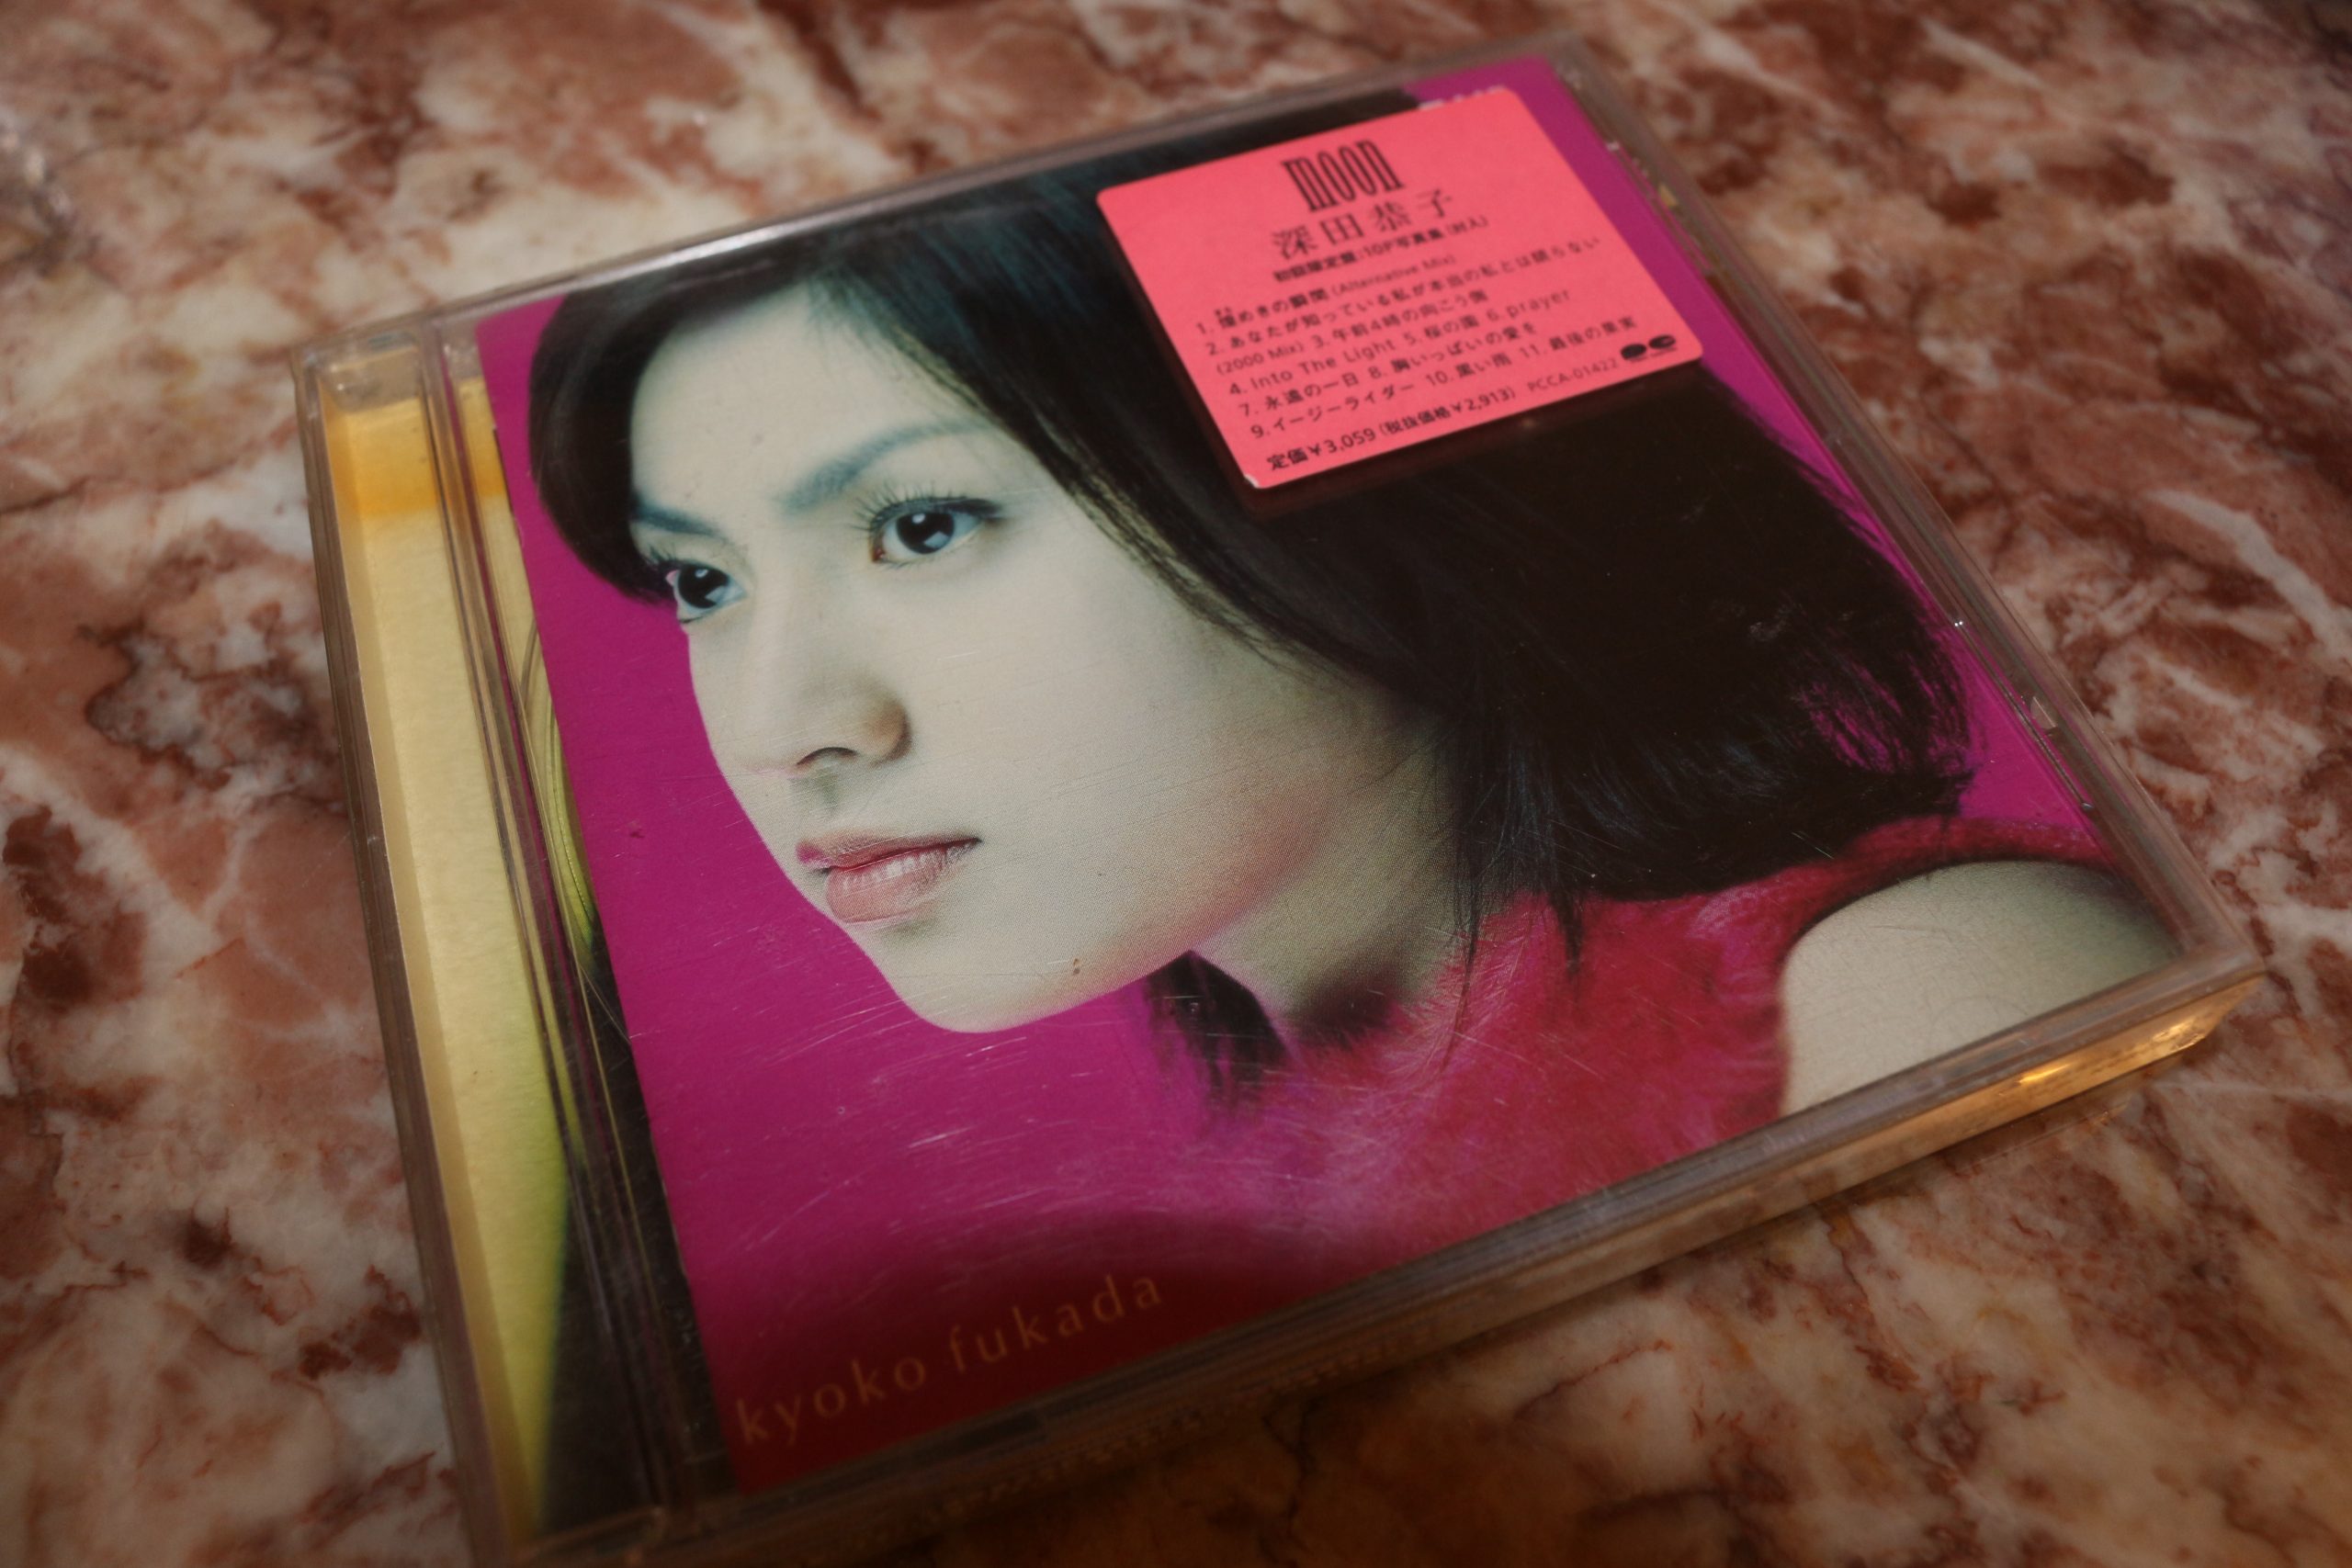 moon
深田恭子
初回限定盤:10P写真集(封入)
1. 煌めきの瞬間 (Alternative Mix)
2. あなたが知っている私が本当の私とは限らない
(2000 Mix) 3. 午前4時の向こう側
4. Into The Light 5. 桜の園 6. prayer
7. 永遠の一日 8. 胸いっぱいの愛を
9. イージーライダー 10. 黒い雨 11. 最後の果実
定価¥3,059 (税抜価格¥2,913) PCCA-01422
kyoko fukada